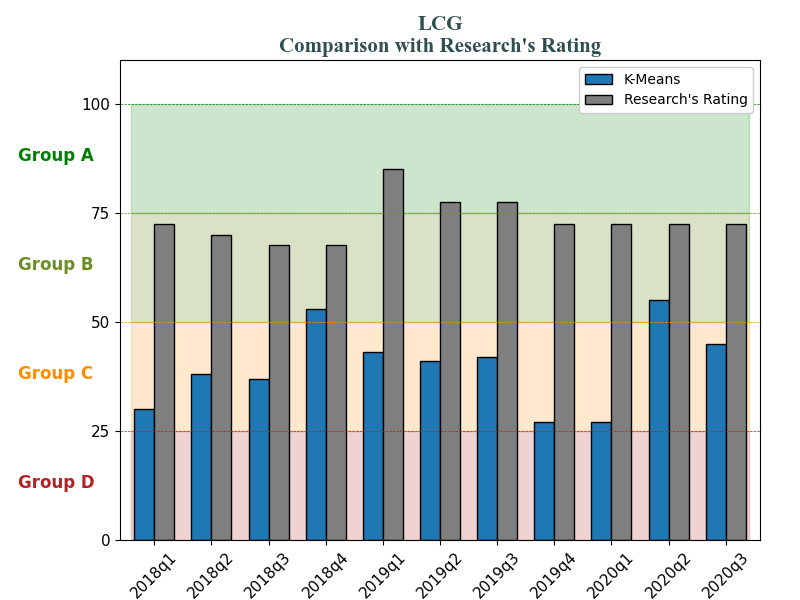 LCG
Comparison with Research's Rating
K-Means
Research's Rating
100
Group A
75
Group B
50
Group C
25
Group D
0
2018q1
2018q2
2018q3
2018q4
2019q1
2019q2
2019q3
2019q4
2020q1
2020q2
2020q3